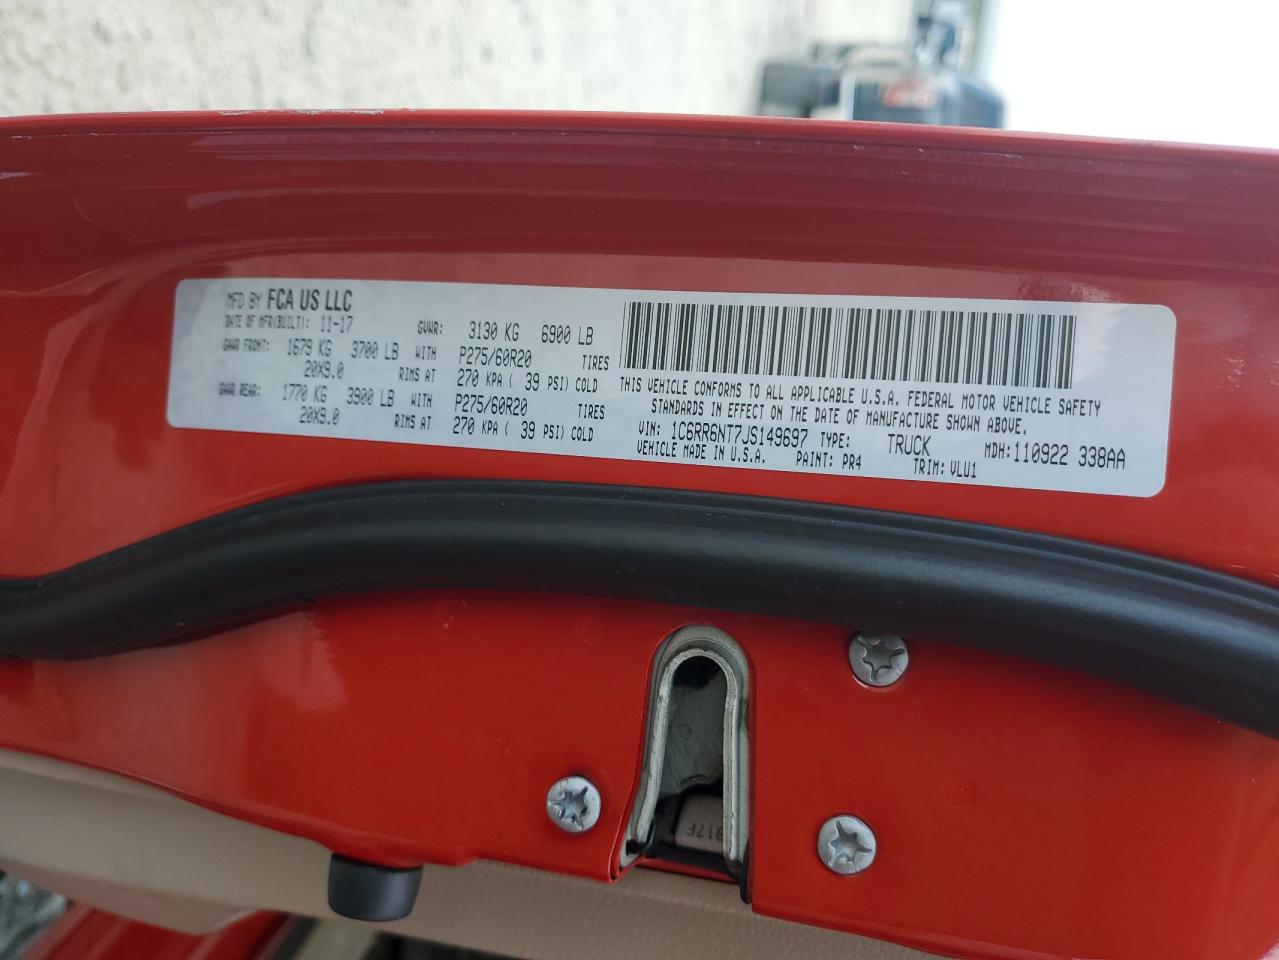 MFD BY FCA US LLC
DATE OF MFR(BUILT): 11-17 GVWR: 3130 KG 6900 LB
GAWR FRONT: 1679 KG 3700 LB WITH P275/60R20 TIRES
20X9.0 RIMS AT 270 KPA ( 39 PSI) COLD
GAWR REAR: 1770 KG 3900 LB WITH P275/60R20 TIRES
20X9.0 RIMS AT 270 KPA ( 39 PSI) COLD
THIS VEHICLE CONFORMS TO ALL APPLICABLE U.S.A. FEDERAL MOTOR VEHICLE SAFETY
STANDARDS IN EFFECT ON THE DATE OF MANUFACTURE SHOWN ABOVE.
VIN: 1C6RR6NT7JS149697 TYPE: TRUCK MDH:110922 338AA
VEHICLE MADE IN U.S.A. PAINT: PR4 TRIM: VLU1